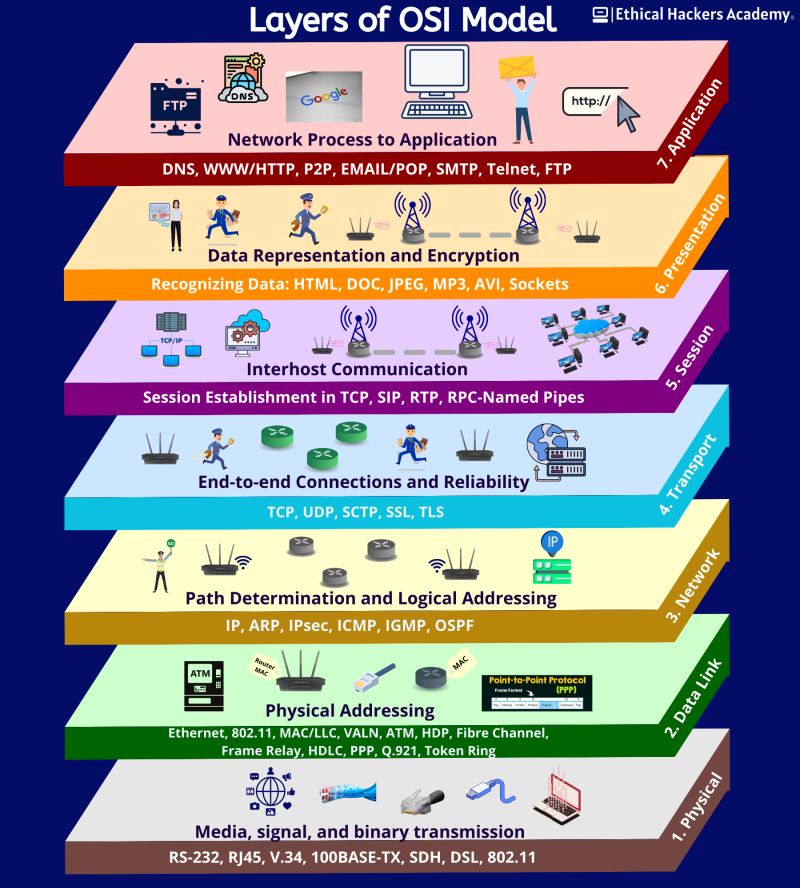 Layers of OSI Model
Ethical Hackers Academy
FTP
DNS
Google
http://
Network Process to Application
DNS, WWW/HTTP, P2P, EMAIL/POP, SMTP, Telnet, FTP
7. Application
Data Representation and Encryption
Recognizing Data: HTML, DOC, JPEG, MP3, AVI, Sockets
6. Presentation
TCP/IP
Interhost Communication
Session Establishment in TCP, SIP, RTP, RPC-Named Pipes
5. Session
End-to-end Connections and Reliability
TCP, UDP, SCTP, SSL, TLS
4. Transport
GO
IP
Path Determination and Logical Addressing
IP, ARP, IPsec, ICMP, IGMP, OSPF
3. Network
ATM
Router
MAC
MAC
Point-to-Point Protocol
(PPP)
Frame Format
Physical Addressing
Ethernet, 802.11, MAC/LLC, VALN, ATM, HDP, Fibre Channel,
Frame Relay, HDLC, PPP, Q.921, Token Ring
2. Data Link
Media, signal, and binary transmission
RS-232, RJ45, V.34, 100BASE-TX, SDH, DSL, 802.11
1. Physical